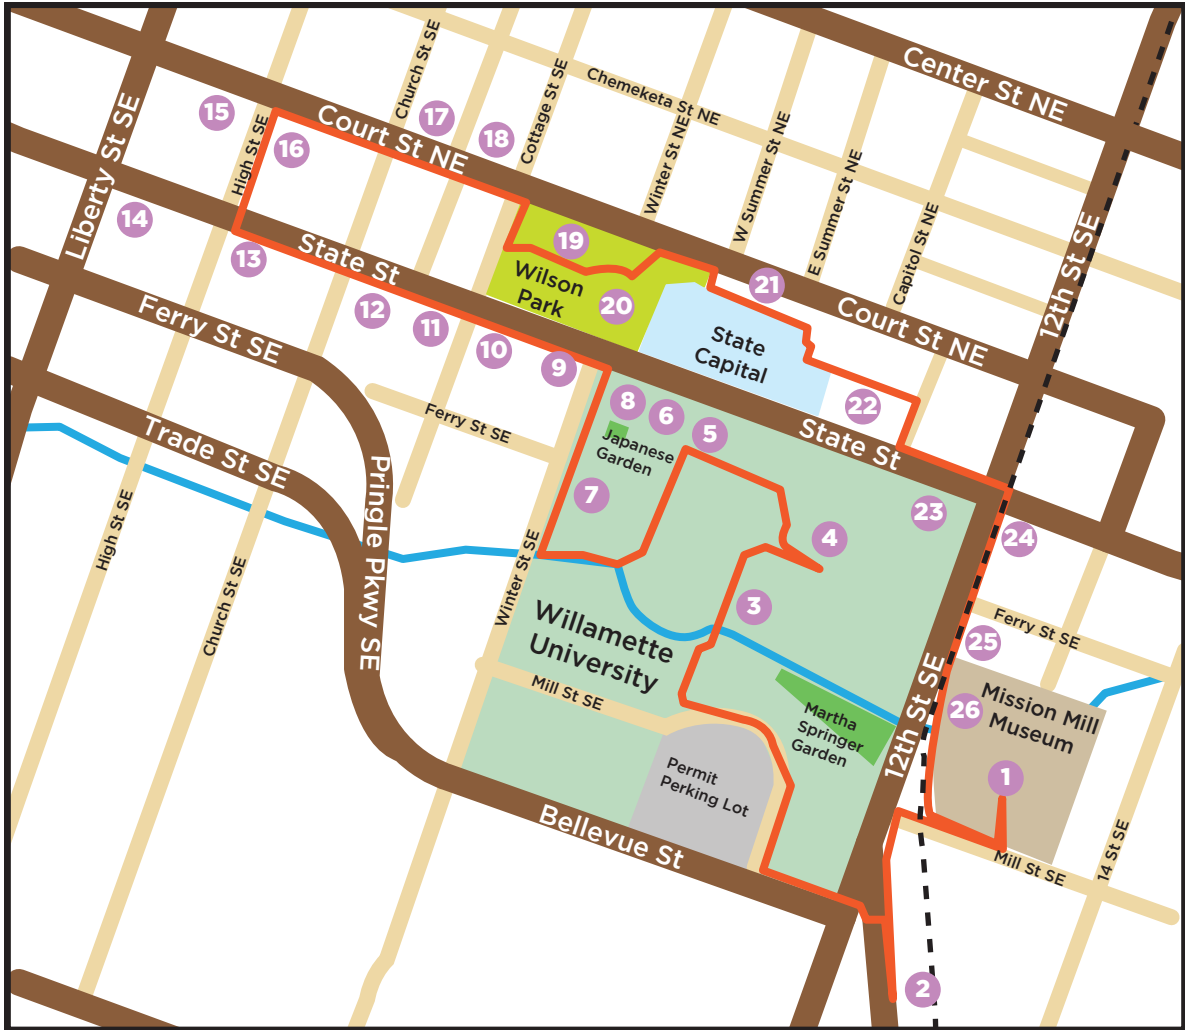 Center St NE
Church St SE
Cottage St SE
Chemeketa St NE
Liberty St SE
15
High St SE
16
Court St NE
17
18
Winter St NE
W Summer St NE
E Summer St NE
Capitol St NE
12th St SE
14
13
State St
19
Wilson
Park
20
21
Court St NE
12
11
10
9
State
Capital
Ferry St SE
22
8
6
5
State St
Ferry St SE
Japanese
Garden
Trade St SE
Pringle Pkwy SE
7
23
4
24
High St SE
Church St SE
Winter St SE
3
Willamette
University
Ferry St SE
25
26
Mission Mill
Museum
12th St SE
Mill St SE
Martha
Springer
Garden
Permit
Perking Lot
1
Bellevue St
Mill St SE
14 St SE
2